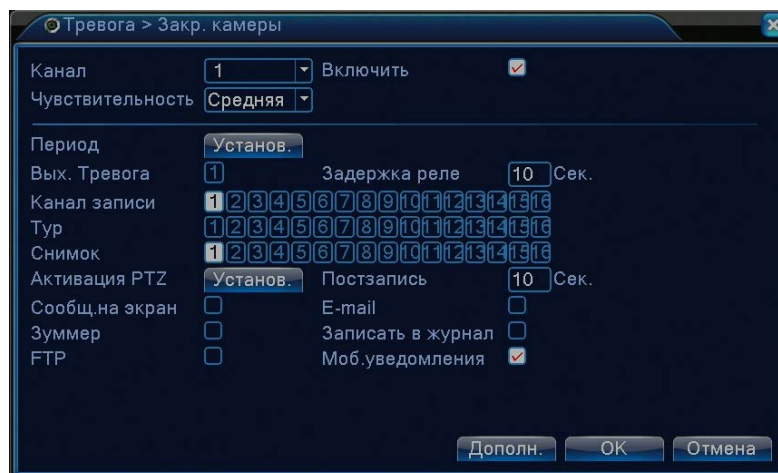 Тревога > Закр. камеры
Канал 1 Включить
Чувствительность Средняя
Период Установ.
Вых. Тревога 1 Задержка реле 10 Сек.
Канал записи 1 2 3 4 5 6 7 8 9 10 11 12 13 14 15 16
Тур 1 2 3 4 5 6 7 8 9 10 11 12 13 14 15 16
Снимок 1 2 3 4 5 6 7 8 9 10 11 12 13 14 15 16
Активация PTZ Установ. Постзапись 10 Сек.
Сообщ.на экран E-mail
Зуммер Записать в журнал
FTP Моб.уведомления
Дополн. OK Отмена